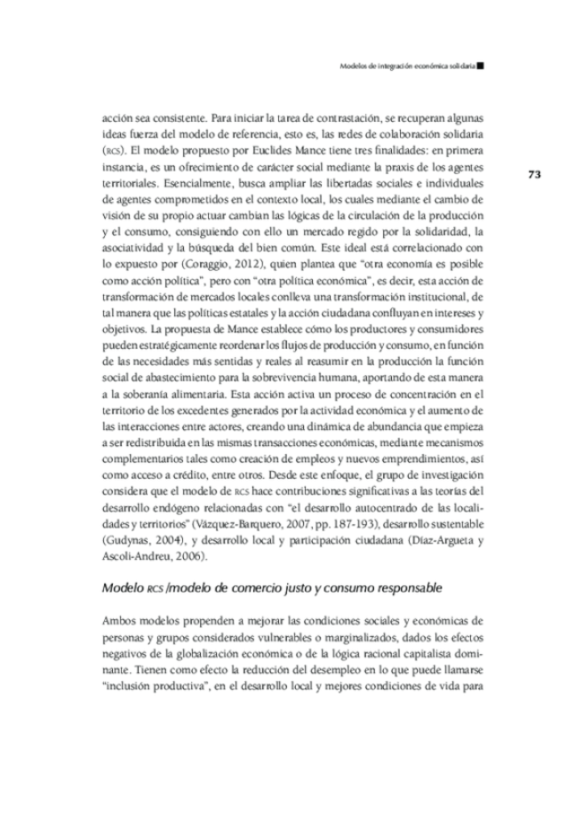 Modelos de integración económica solidaria
acción sea consistente. Para iniciar la tarea de contrastación, se recuperan algunas
ideas fuerza del modelo de referencia, esto es, las redes de colaboración solidaria
(RCS). El modelo propuesto por Euclides Mance tiene tres finalidades: en primera
instancia, es un ofrecimiento de carácter social mediante la praxis de los agentes
territoriales. Esencialmente, busca ampliar las libertades sociales e individuales
de agentes comprometidos en el contexto local, los cuales mediante el cambio de
visión de su propio actuar cambian las lógicas de la circulación de la producción
y el consumo, consiguiendo con ello un mercado regido por la solidaridad, la
asociatividad y la búsqueda del bien común. Este ideal está correlacionado con
lo expuesto por (Coraggio, 2012), quien plantea que “otra economía es posible
como acción política”, pero con “otra política económica”, es decir, esta acción de
transformación de mercados locales conlleva una transformación institucional, de
tal manera que las políticas estatales y la acción ciudadana confluyan en intereses y
objetivos. La propuesta de Mance establece cómo los productores y consumidores
pueden estratégicamente reordenar los flujos de producción y consumo, en función
de las necesidades más sentidas y reales al reasumir en la producción la función
social de abastecimiento para la sobrevivencia humana, aportando de esta manera
a la soberanía alimentaria. Esta acción activa un proceso de concentración en el
territorio de los excedentes generados por la actividad económica y el aumento de
las interacciones entre actores, creando una dinámica de abundancia que empieza
a ser redistribuida en las mismas transacciones económicas, mediante mecanismos
complementarios tales como creación de empleos y nuevos emprendimientos, así
como acceso a crédito, entre otros. Desde este enfoque, el grupo de investigación
considera que el modelo de RCS hace contribuciones significativas a las teorías del
desarrollo endógeno relacionadas con “el desarrollo autocentrado de las locali-
dades y territorios” (Vázquez-Barquero, 2007, pp. 187-193), desarrollo sustentable
(Gudynas, 2004), y desarrollo local y participación ciudadana (Díaz-Argueta y
Ascoli-Andreu, 2006).
73
Modelo RCS /modelo de comercio justo y consumo responsable
Ambos modelos propenden a mejorar las condiciones sociales y económicas de
personas y grupos considerados vulnerables o marginalizados, dados los efectos
negativos de la globalización económica o de la lógica racional capitalista domi-
nante. Tienen como efecto la reducción del desempleo en lo que puede llamarse
“inclusión productiva”, en el desarrollo local y mejores condiciones de vida para